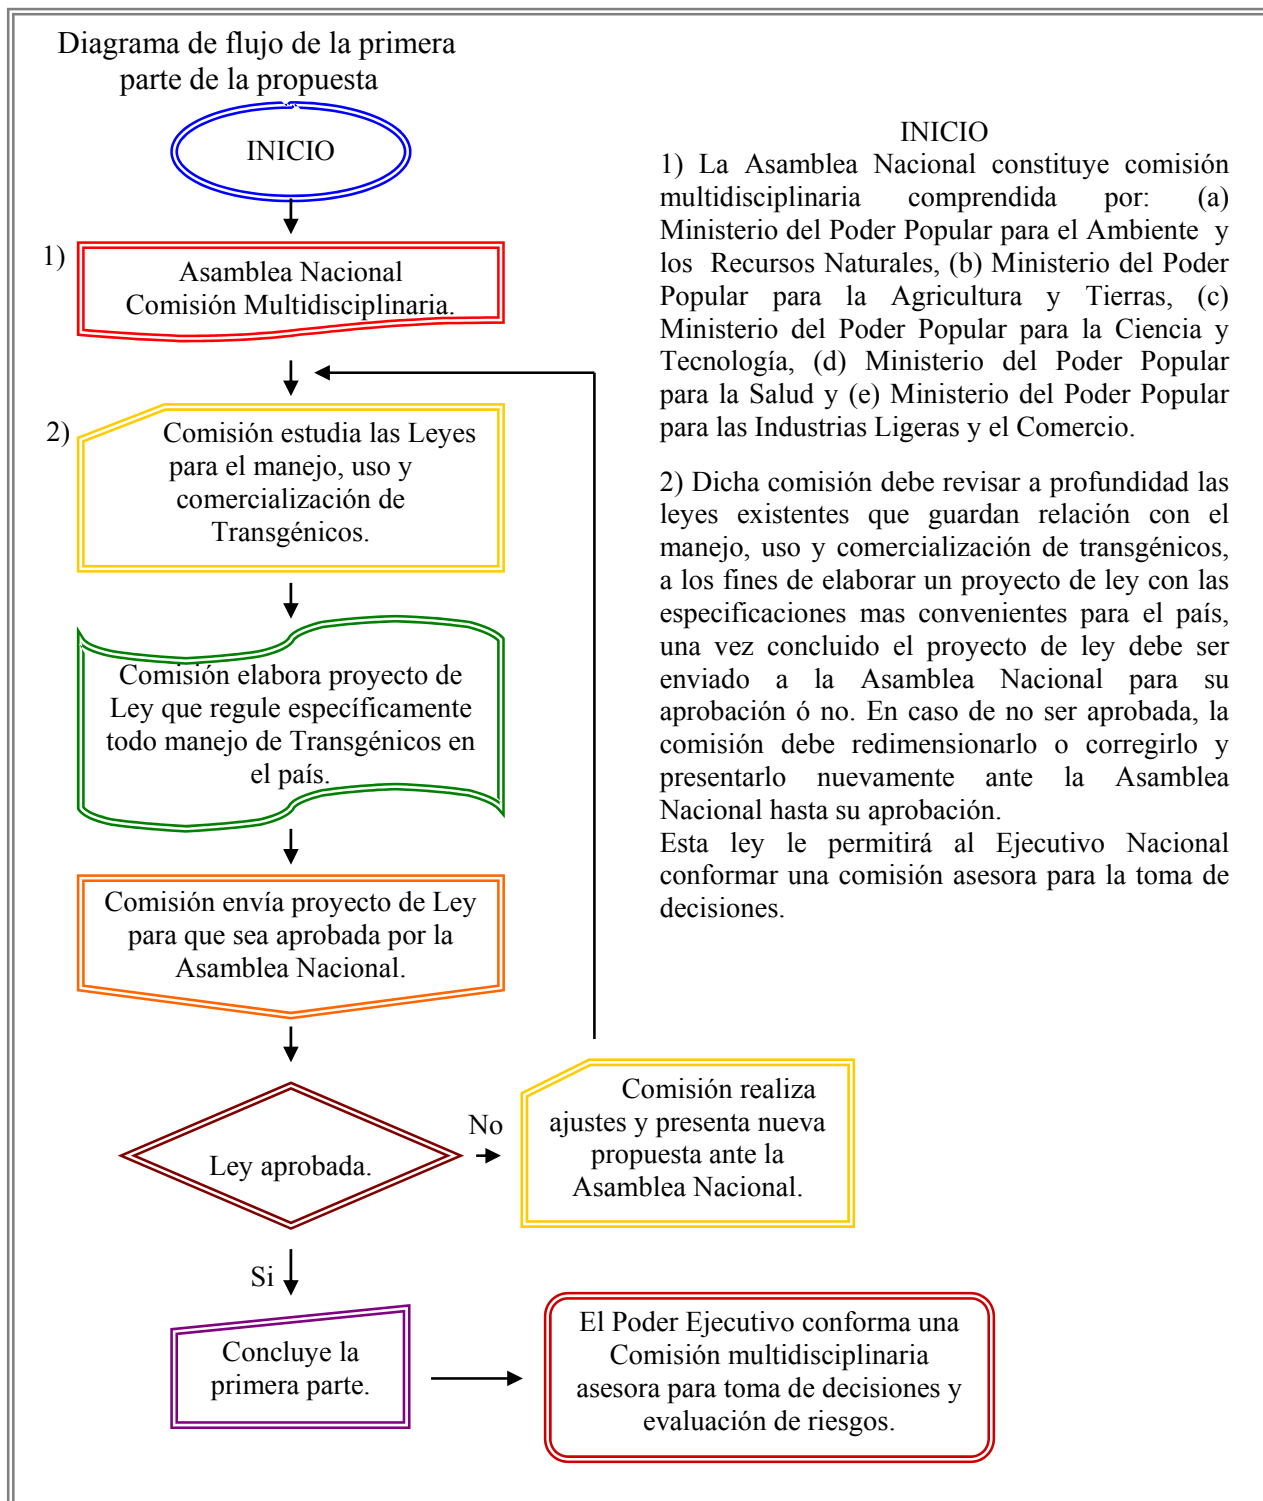 Diagrama de flujo de la primera
parte de la propuesta
INICIO
1)
Asamblea Nacional
Comisión Multidisciplinaria.
2)
Comisión estudia las Leyes
para el manejo, uso y
comercialización de
Transgénicos.
Comisión elabora proyecto de
Ley que regule específicamente
todo manejo de Transgénicos en
el país.
Comisión envía proyecto de Ley
para que sea aprobada por la
Asamblea Nacional.
Ley aprobada.
No
Comisión realiza
ajustes y presenta nueva
propuesta ante la
Asamblea Nacional.
Si
Concluye la
primera parte.
El Poder Ejecutivo conforma una
Comisión multidisciplinaria
asesora para toma de decisiones y
evaluación de riesgos.
INICIO
1) La Asamblea Nacional constituye comisión
multidisciplinaria comprendida por: (a)
Ministerio del Poder Popular para el Ambiente y
los Recursos Naturales, (b) Ministerio del Poder
Popular para la Agricultura y Tierras, (c)
Ministerio del Poder Popular para la Ciencia y
Tecnología, (d) Ministerio del Poder Popular
para la Salud y (e) Ministerio del Poder Popular
para las Industrias Ligeras y el Comercio.
2) Dicha comisión debe revisar a profundidad las
leyes existentes que guardan relación con el
manejo, uso y comercialización de transgénicos,
a los fines de elaborar un proyecto de ley con las
especificaciones mas convenientes para el país,
una vez concluido el proyecto de ley debe ser
enviado a la Asamblea Nacional para su
aprobación ó no. En caso de no ser aprobada, la
comisión debe redimensionarlo o corregirlo y
presentarlo nuevamente ante la Asamblea
Nacional hasta su aprobación.
Esta ley le permitirá al Ejecutivo Nacional
conformar una comisión asesora para la toma de
decisiones.